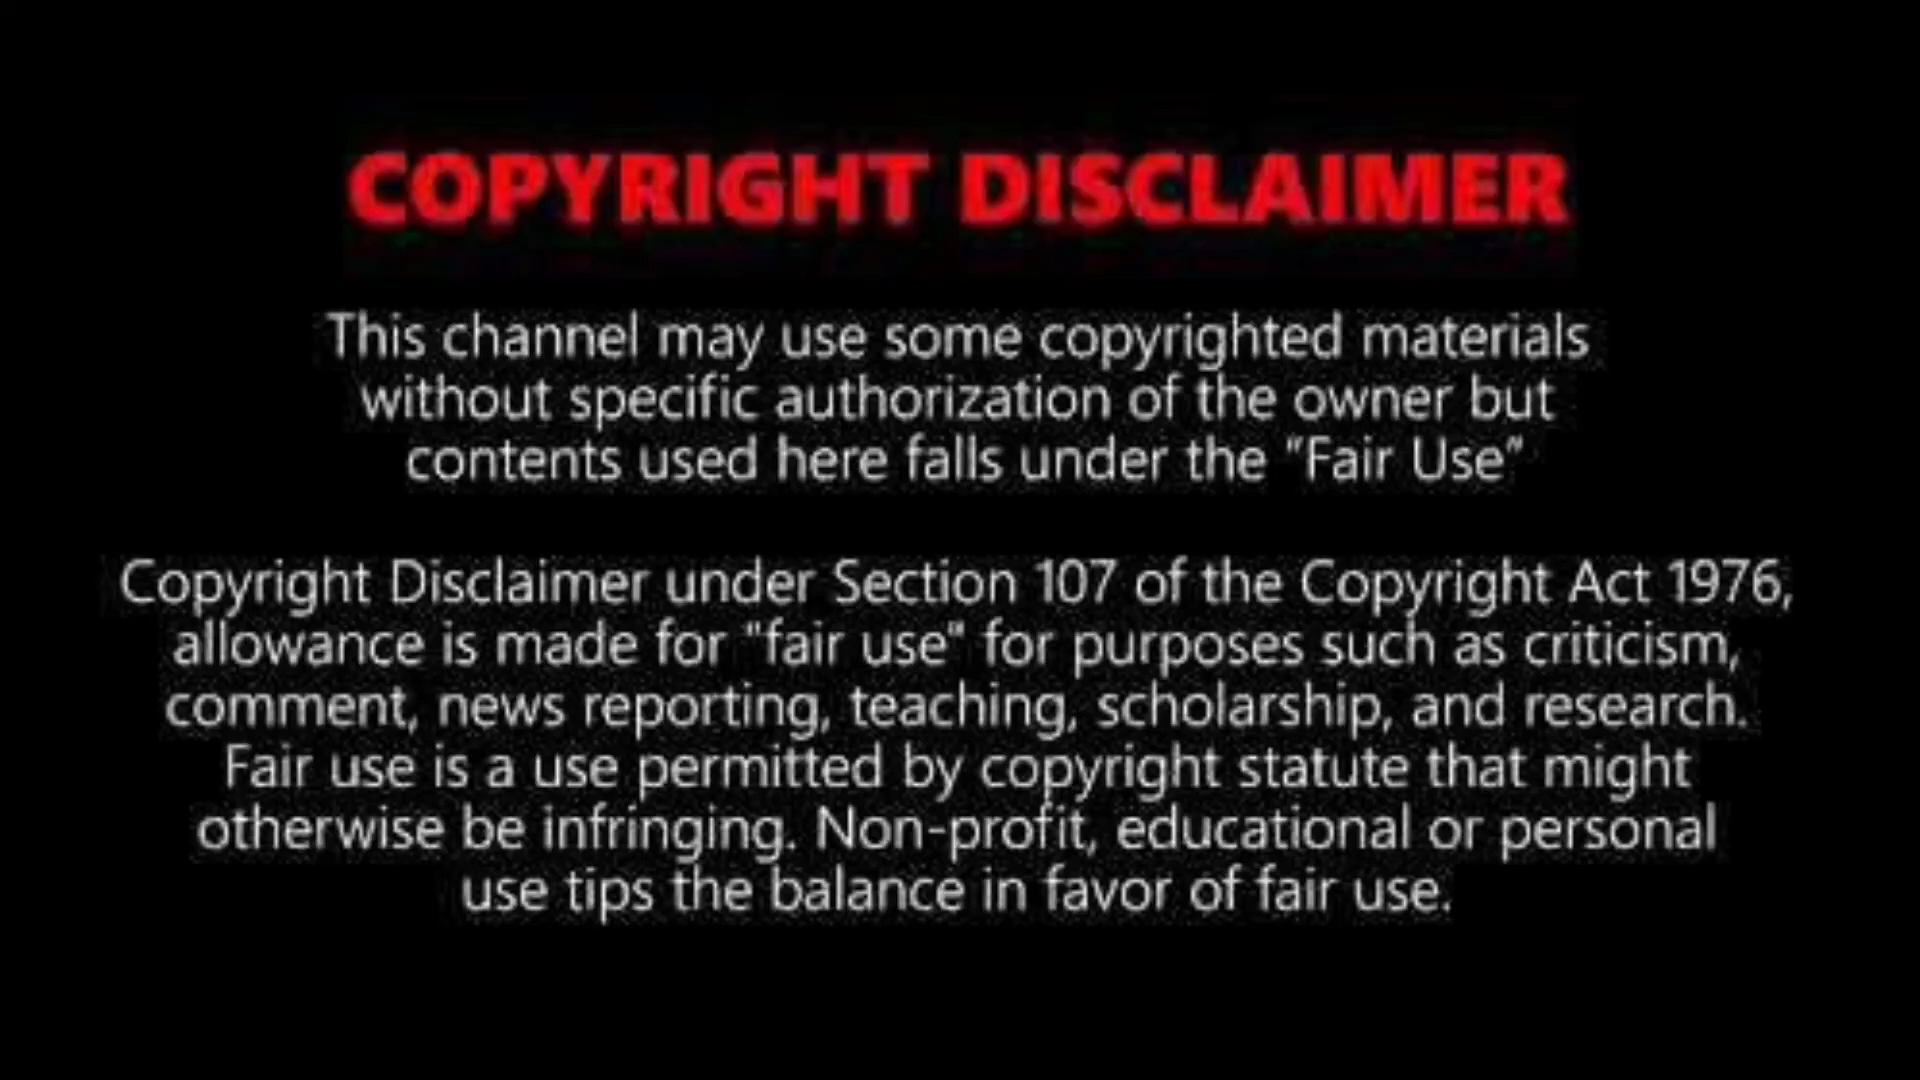 COPYRIGHT DISCLAIMER
This channel may use some copyrighted materials
without specific authorization of the owner but
contents used here falls under the "Fair Use"
Copyright Disclaimer under Section 107 of the Copyright Act 1976,
allowance is made for "fair use" for purposes such as criticism,
comment, news reporting, teaching, scholarship, and research.
Fair use is a use permitted by copyright statute that might
otherwise be infringing. Non-profit, educational or personal
use tips the balance in favor of fair use.